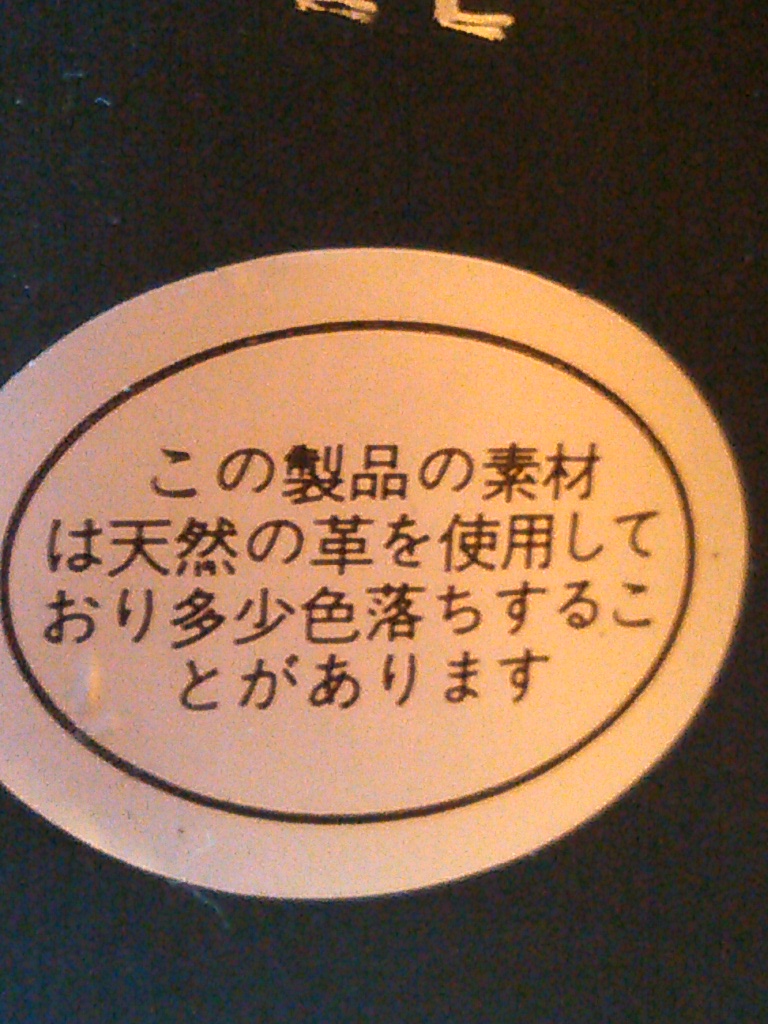 この製品の素材
は天然の革を使用して
おり多少色落ちするこ
とがあります